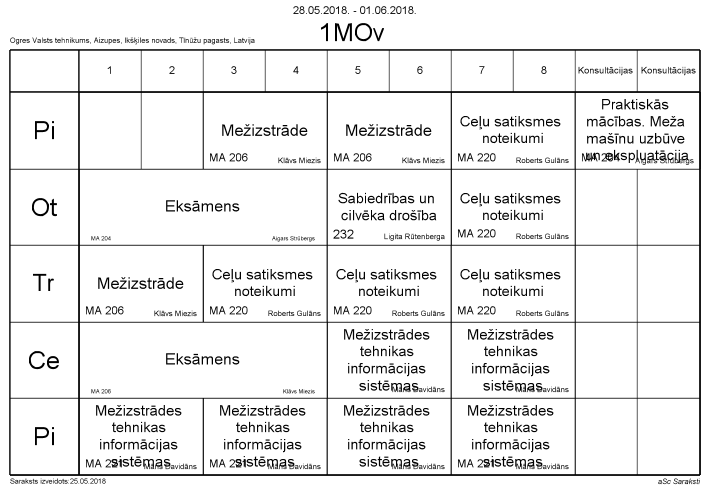 28.05.2018. - 01.06.2018.
1MOv
Ogres Valsts tehnikums, Aizupes, Ikšķiles novads, Tīnūžu pagasts, Latvija
1 2 3 4 5 6 7 8 Konsultācijas Konsultācijas
Pi
Mežizstrāde
MA 206 Klāvs Miezis
Mežizstrāde
MA 206 Klāvs Miezis
Ceļu satiksmes
noteikumi
MA 220 Roberts Gulāns
Praktiskās
mācības. Meža
mašīnu uzbūve
un ekspluatācija
MA 204 Aigars Strūbergs
Ot
Eksāmens
MA 204 Aigars Strūbergs
Sabiedrības un
cilvēka drošība
232 Ligita Rūtenberga
Ceļu satiksmes
noteikumi
MA 220 Roberts Gulāns
Tr
Mežizstrāde
MA 206 Klāvs Miezis
Ceļu satiksmes
noteikumi
MA 220 Roberts Gulāns
Ceļu satiksmes
noteikumi
MA 220 Roberts Gulāns
Ceļu satiksmes
noteikumi
MA 220 Roberts Gulāns
Ce
Eksāmens
MA 206 Klāvs Miezis
Mežizstrādes
tehnikas
informācijas
sistēmas
Māris Davidāns
Mežizstrādes
tehnikas
informācijas
sistēmas
Māris Davidāns
Pi
Mežizstrādes
tehnikas
informācijas
sistēmas
MA 221 Māris Davidāns
Mežizstrādes
tehnikas
informācijas
sistēmas
MA 221 Māris Davidāns
Mežizstrādes
tehnikas
informācijas
sistēmas
MA 221 Māris Davidāns
Mežizstrādes
tehnikas
informācijas
sistēmas
MA 221 Māris Davidāns
Saraksts izveidots:25.05.2018
aSc Saraksti